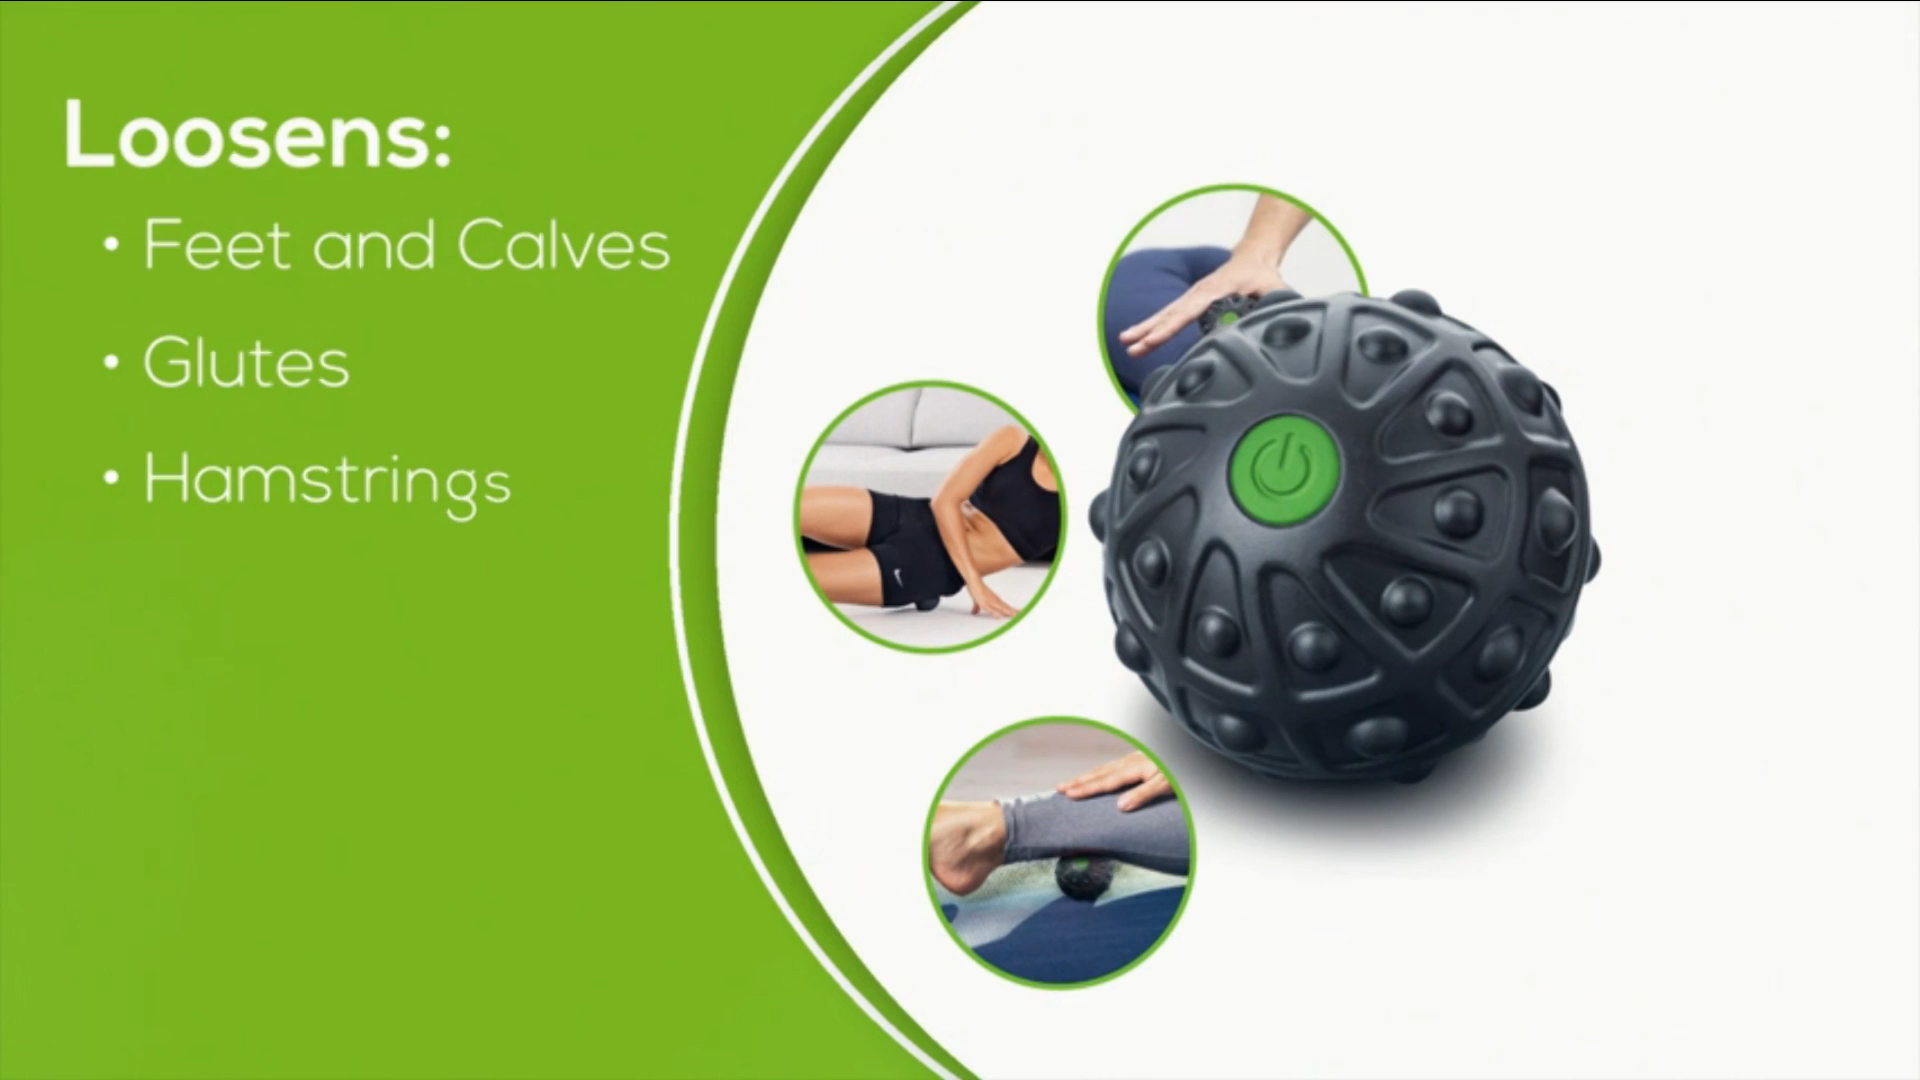 Loosens:
• Feet and Calves
• Glutes
• Hamstrings